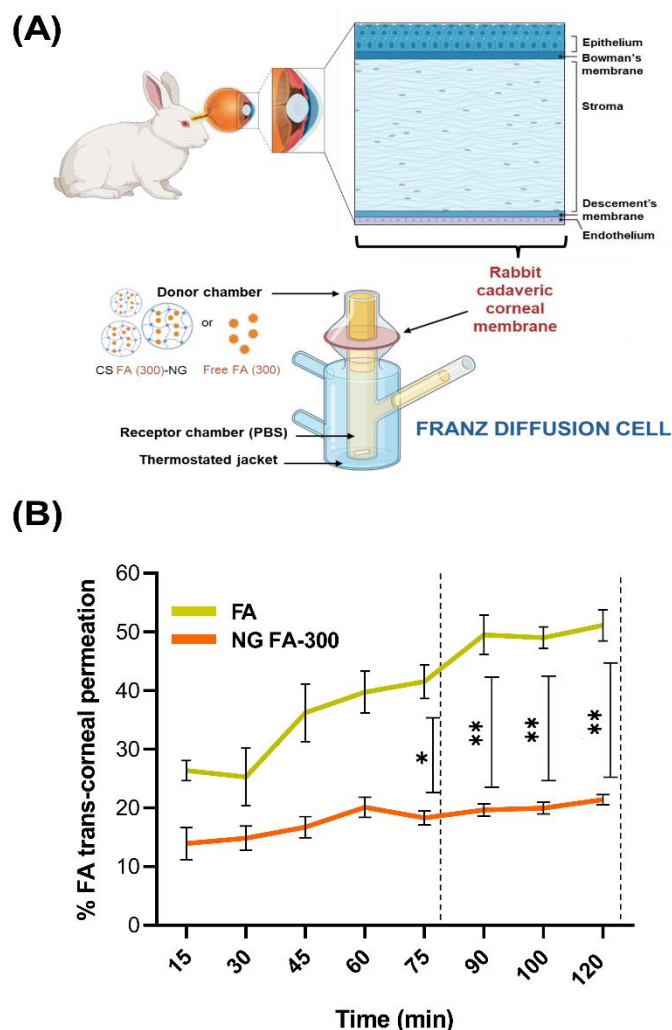 (A)
Epithelium
Bowman's
membrane
Stroma
Descement's
membrane
Endothelium
Rabbit
cadaveric
corneal
membrane
Donor chamber
or
CS FA (300)-NG
Free FA (300)
Receptor chamber (PBS)
Thermostated jacket
FRANZ DIFFUSION CELL
(B)
% FA trans-corneal permeation
60
50
40
30
20
10
0
FA
NG FA-300
*
**
**
**
15
30
45
60
75
90
100
120
Time (min)